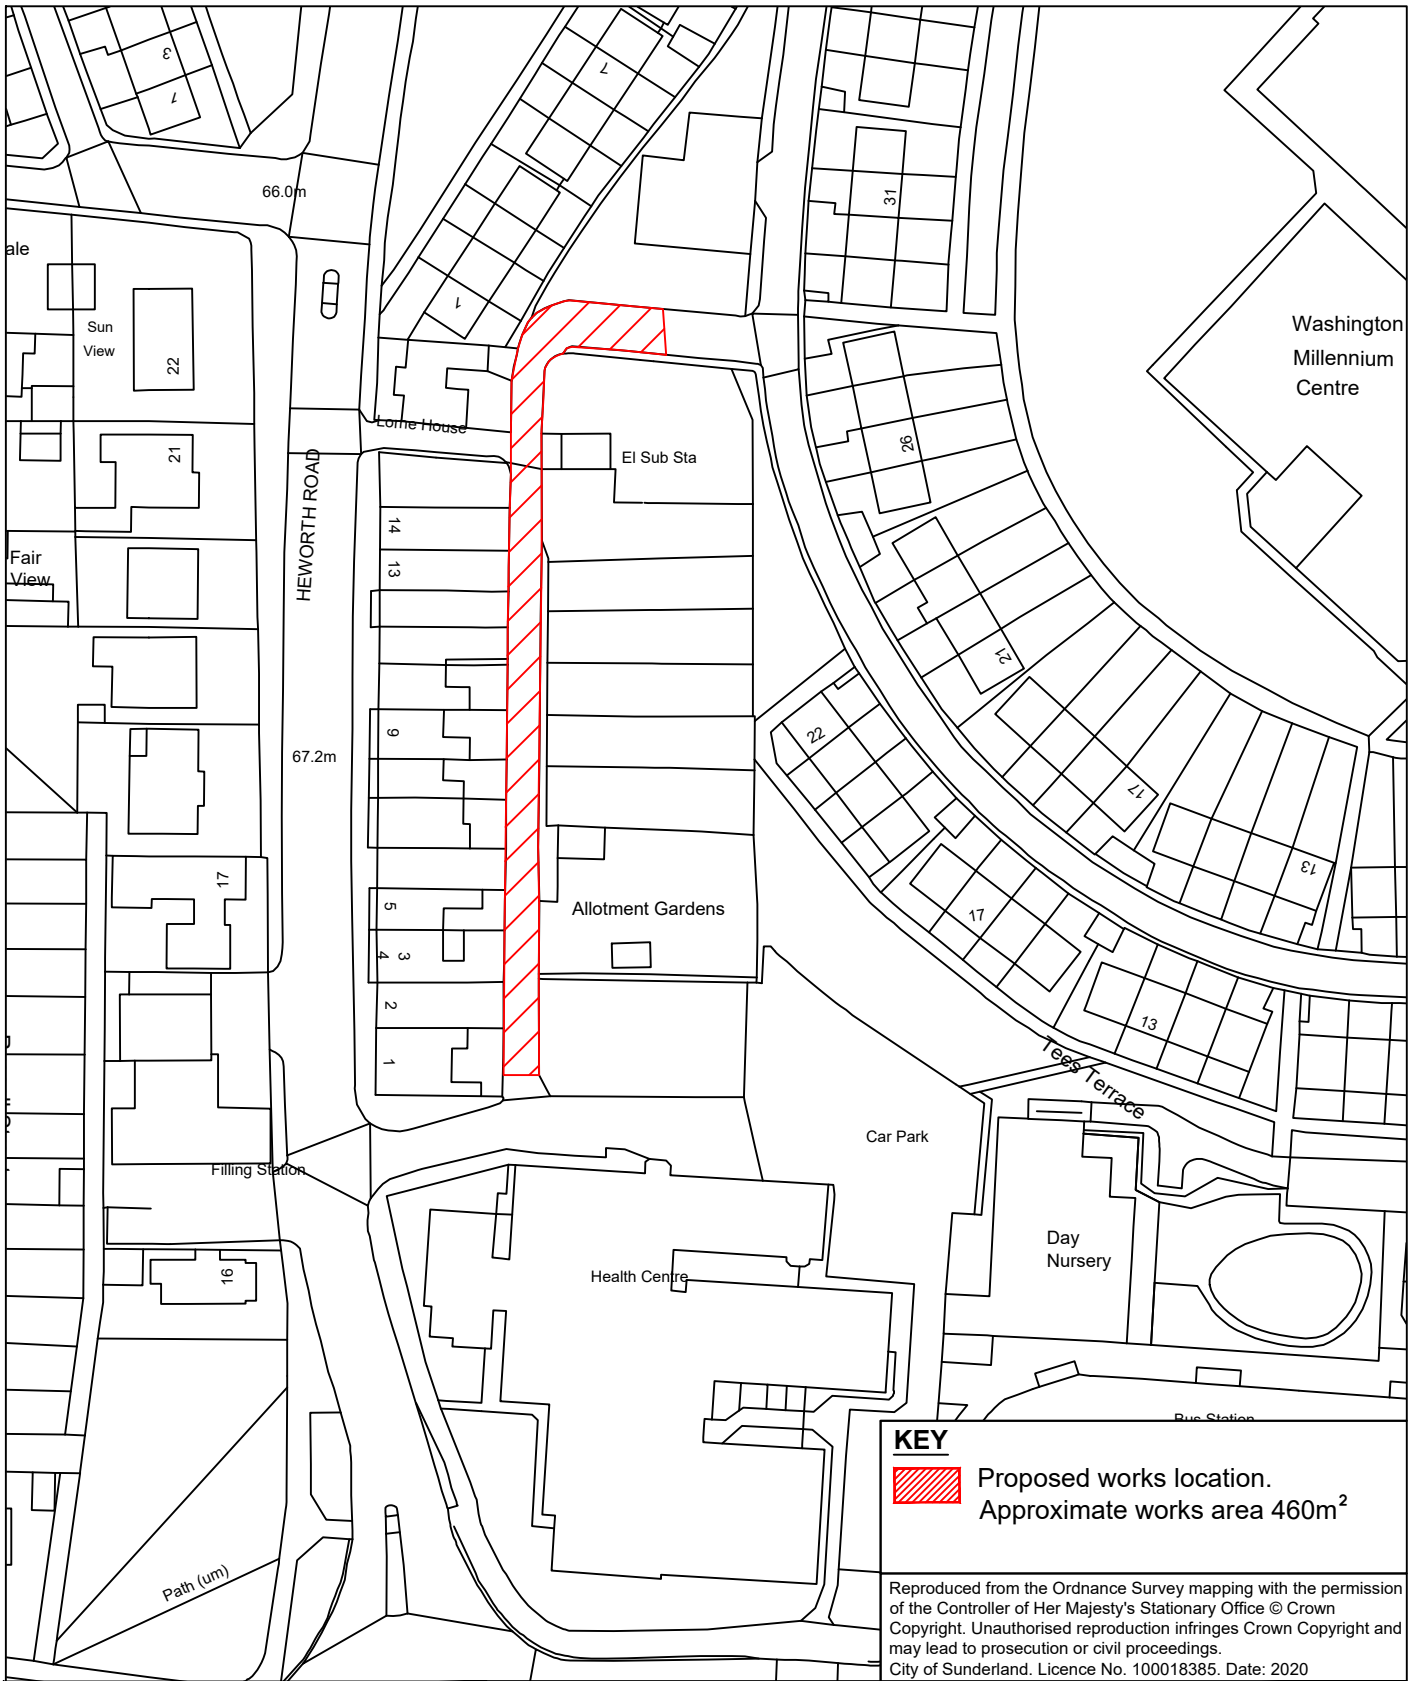 3
1
7
66.0m
31
ale
Sun
View
22
1
Washington
Millennium
Centre
Lorne House
21
26
El Sub Sta
HEWORTH ROAD
14
13
Fair
View
21
22
9
67.2m
17
13
17
5
Allotment Gardens
17
3
4
2
13
1
Tees Terrace
Car Park
Filling Station
Day
Nursery
16
Health Centre
Bus Station
KEY
Proposed works location.
Approximate works area 460m²
Path (um)
Reproduced from the Ordnance Survey mapping with the permission
of the Controller of Her Majesty's Stationary Office © Crown
Copyright. Unauthorised reproduction infringes Crown Copyright and
may lead to prosecution or civil proceedings.
City of Sunderland. Licence No. 100018385. Date: 2020